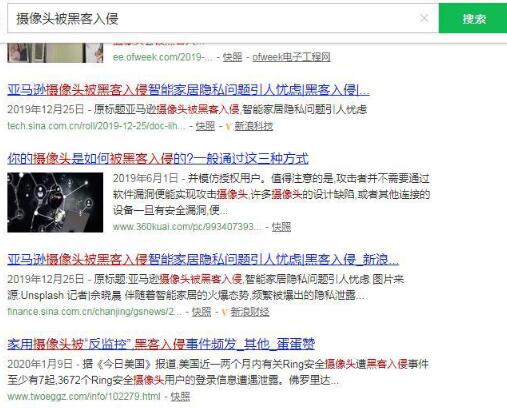 摄像头被黑客入侵 × 搜索
ee.ofweek.com/2019-... - 快照 - ofweek电子工程网
亚马逊摄像头被黑客入侵智能家居隐私问题引人忧虑|黑客入侵|...
2019年12月25日 - 原标题亚马逊摄像头被黑客入侵,智能家居隐私问题引人忧虑
tech.sina.com.cn/roll/2019-12-25/doc-iih... - 快照 - 新浪科技
你的摄像头是如何被黑客入侵的?一般通过这三种方式
2019年6月1日 - 并模仿授权用户。值得注意的是,攻击者并不需要通过
软件漏洞便能实现攻击摄像头,许多摄像头的设计缺陷,或者其他连接的
设备一旦有安全漏洞,便...
www.360kuai.com/pc/993407393... - 快照
亚马逊摄像头被黑客入侵智能家居隐私问题引人忧虑|黑客入侵_新浪...
2019年12月25日 - 原标题:亚马逊摄像头被黑客入侵,智能家居隐私问题引人忧虑 图片来
源:Unsplash 记者|佘晓晨 伴随着智能家居的火爆态势,频繁被爆出的隐私泄露...
finance.sina.com.cn/chanjing/gsnews/2... - 快照 - 新浪财经
家用摄像头被"反监控",黑客入侵事件频发_其他_蛋蛋赞
2020年1月9日 - 据《今日美国》报道,美国近一两个月内有关Ring安全摄像头遭黑客入侵事件
至少有7起,3672个Ring安全摄像头用户的登录信息遭遇泄露。佛罗里达...
www.twoeggz.com/info/102279.html - 快照